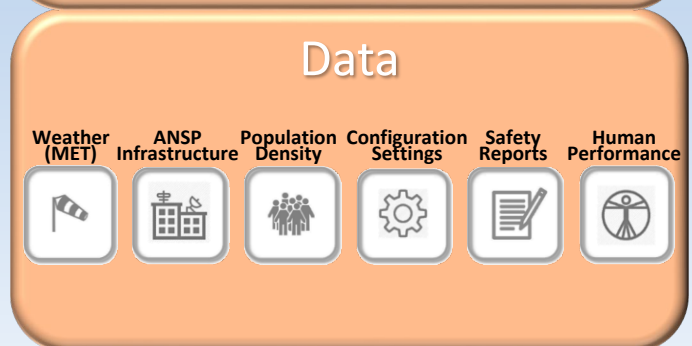 Data
Weather ANSP Population Configuration Safety Human
(MET) Infrastructure Density Settings Reports Performance